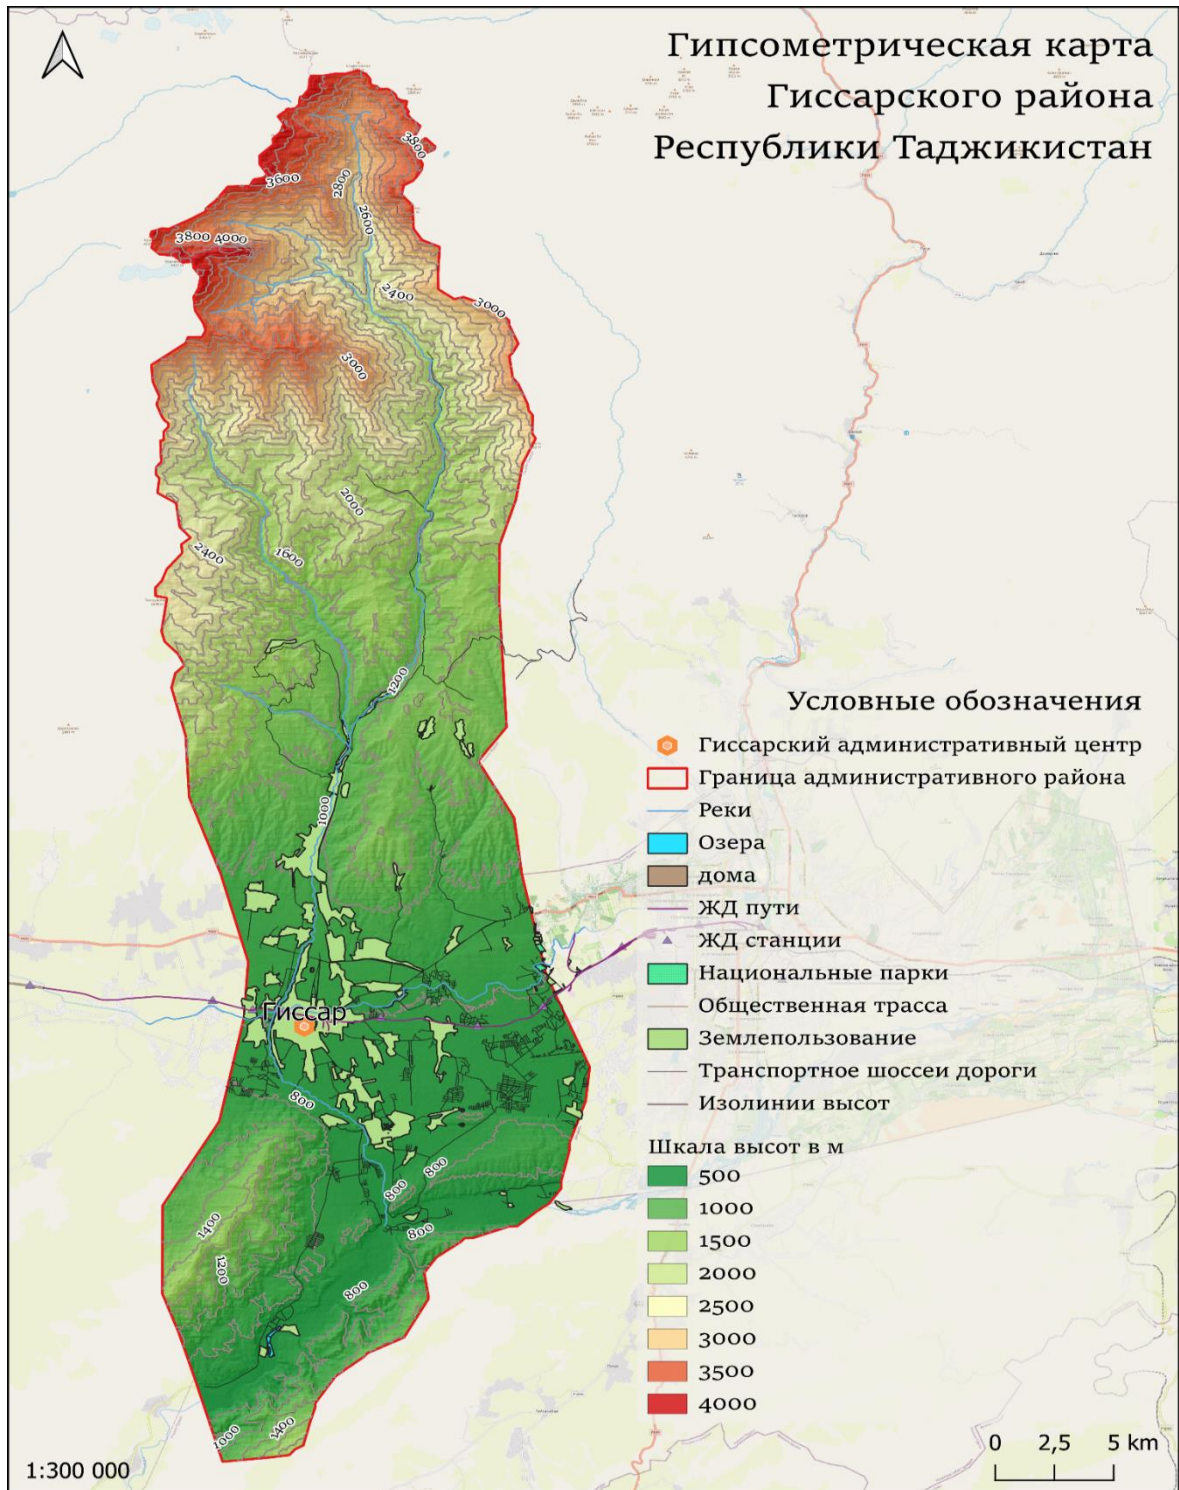 Гипсометрическая карта
Гиссарского района
Республики Таджикистан
3800
3600
2800
2600
3800 4000
2400
3000
3000
2000
2400
1600
1200
1000
Гиссар
800
800
800
800
1400
1200
800
1000
1400
Условные обозначения
Гиссарский административный центр
Граница административного района
Реки
Озера
дома
ЖД пути
ЖД станции
Национальные парки
Общественная трасса
Землепользование
Транспортное шоссеи дороги
Изолинии высот
Шкала высот в м
500
1000
1500
2000
2500
3000
3500
4000
0 2,5 5 km
1:300 000